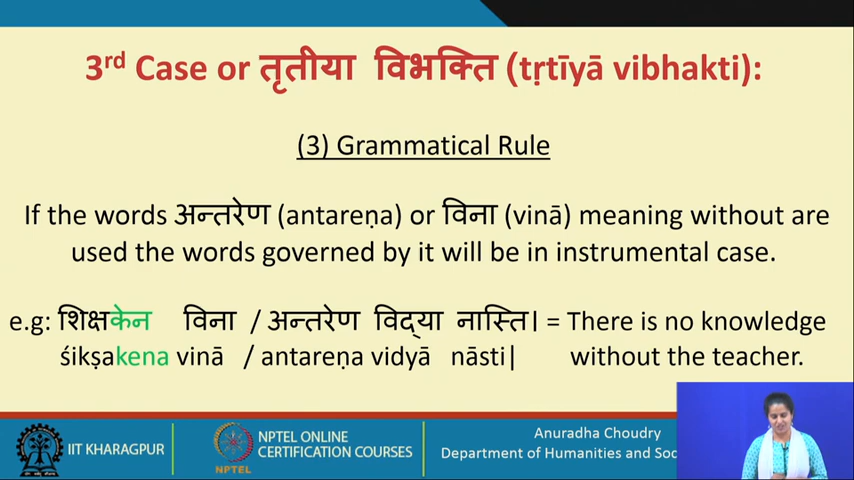 3rd Case or तृतीया विभक्ति (tṛtīyā vibhakti):
(3) Grammatical Rule
If the words अन्तरेण (antareṇa) or विना (vinā) meaning without are
used the words governed by it will be in instrumental case.
e.g: शिक्षकेन विना / अन्तरेण विद्या नास्ति। = There is no knowledge
śikṣakena vinā / antareṇa vidyā nāsti| without the teacher.
IIT KHARAGPUR
NPTEL
NPTEL ONLINE
CERTIFICATION COURSES
Anuradha Choudry
Department of Humanities and